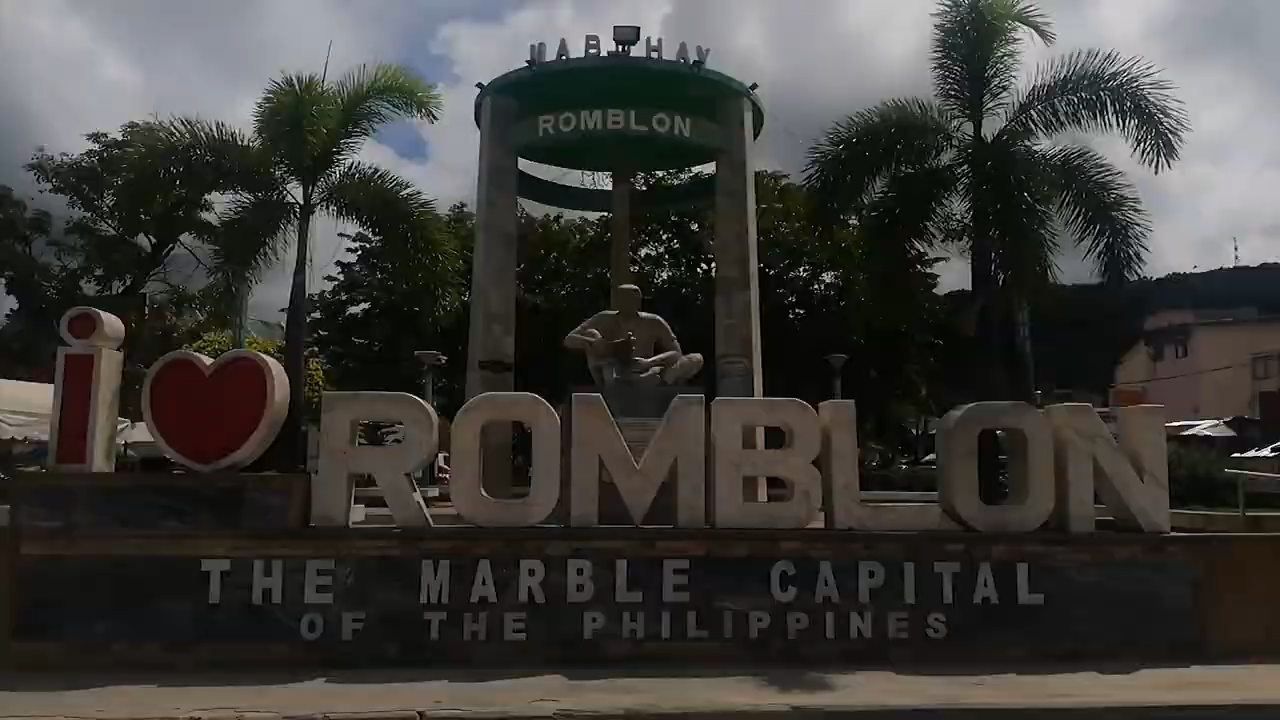 MABUHAY
ROMBLON
i ❤ ROMBLON
THE MARBLE CAPITAL
OF THE PHILIPPINES